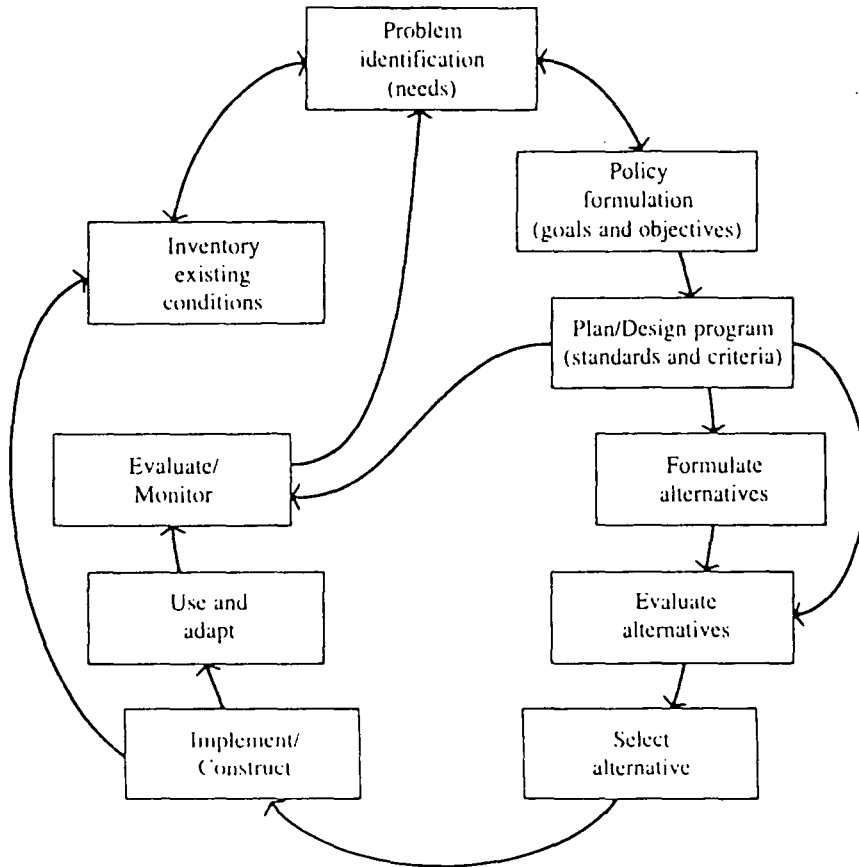 Problem
identification
(needs)
Policy
formulation
(goals and objectives)
Inventory
existing
conditions
Plan/Design program
(standards and criteria)
Evaluate/
Monitor
Formulate
alternatives
Use and
adapt
Evaluate
alternatives
Implement/
Construct
Select
alternative